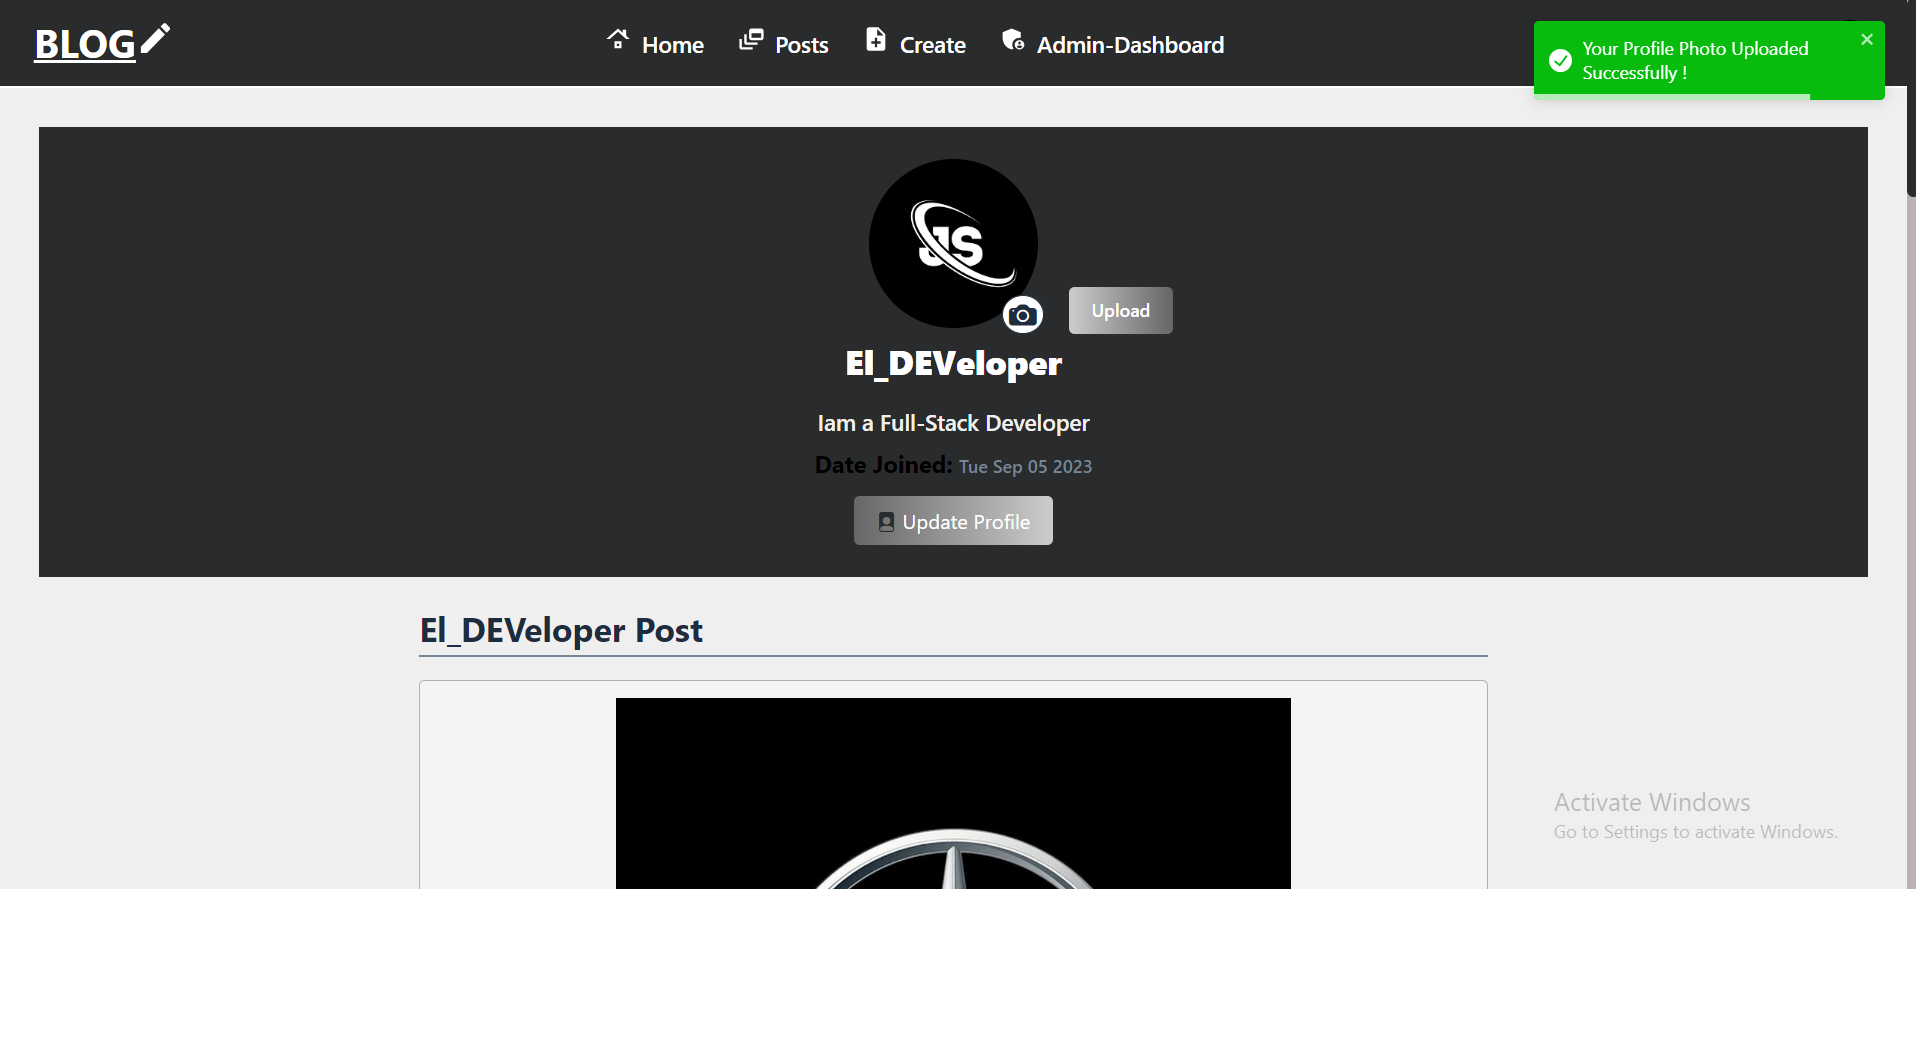 BLOG
Home
Posts
Create
Admin-Dashboard
Your Profile Photo Uploaded
Successfully !
JS
Upload
El_DEVeloper
Iam a Full-Stack Developer
Date Joined: Tue Sep 05 2023
Update Profile
El_DEVeloper Post
Activate Windows
Go to Settings to activate Windows.